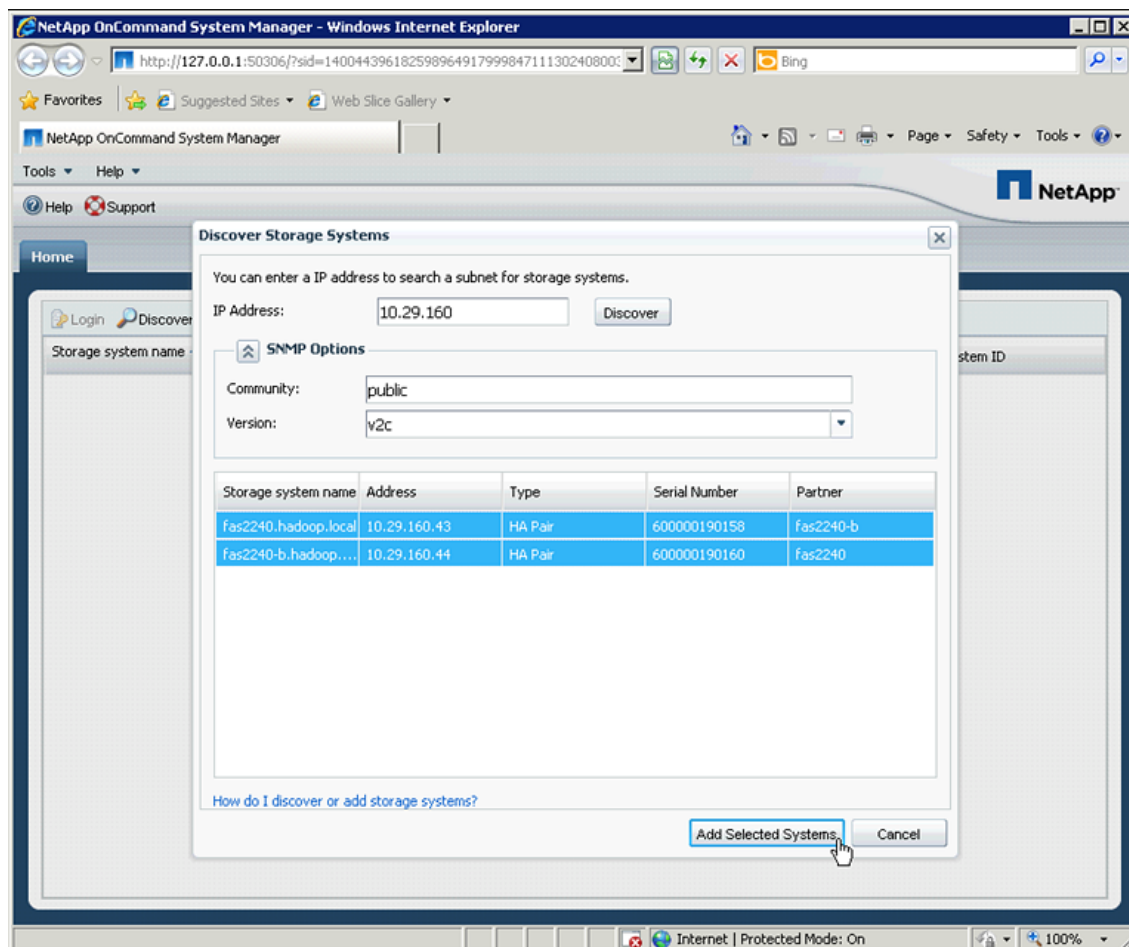 NetApp OnCommand System Manager - Windows Internet Explorer
http://127.0.0.1:50306/?sid=
Bing
Favorites Suggested Sites Web Slice Gallery
NetApp OnCommand System Manager Page Safety Tools
Tools Help
NetApp
Help Support
Home
Login Discover
Storage system name
stem ID
Discover Storage Systems
You can enter a IP address to search a subnet for storage systems.
IP Address: 10.29.160 Discover
SNMP Options
Community: public
Version: v2c
Storage system name Address Type Serial Number Partner
fas2240.hadoop.local 10.29.160.43 HA Pair 600000190158 fas2240-b
fas2240-b.hadoop.... 10.29.160.44 HA Pair 600000190160 fas2240
How do I discover or add storage systems?
Add Selected Systems Cancel
Internet | Protected Mode: On 100%